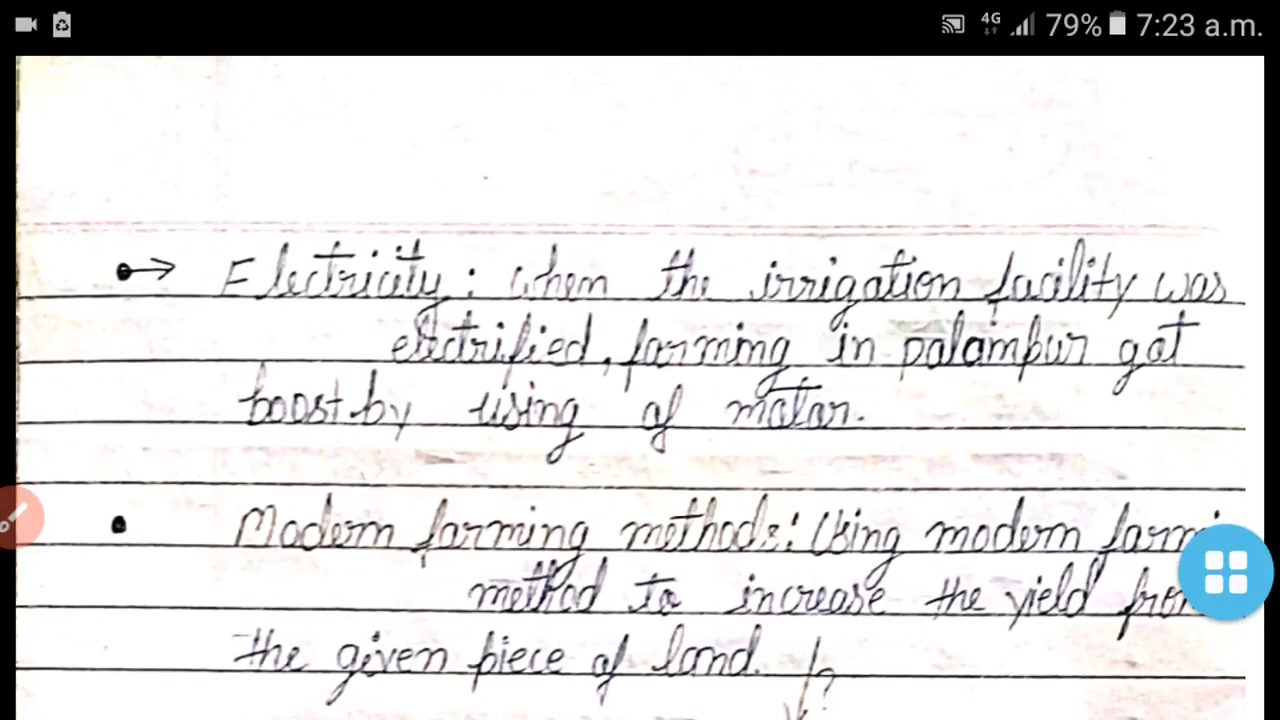 79% 7:23 a.m.
4G
Electricity: When the irrigation facility was
electrified, farming in palampur got
boost by using of motor.
Modern farming methods: Using modern farmi
method to increase the yield from
the given piece of land.